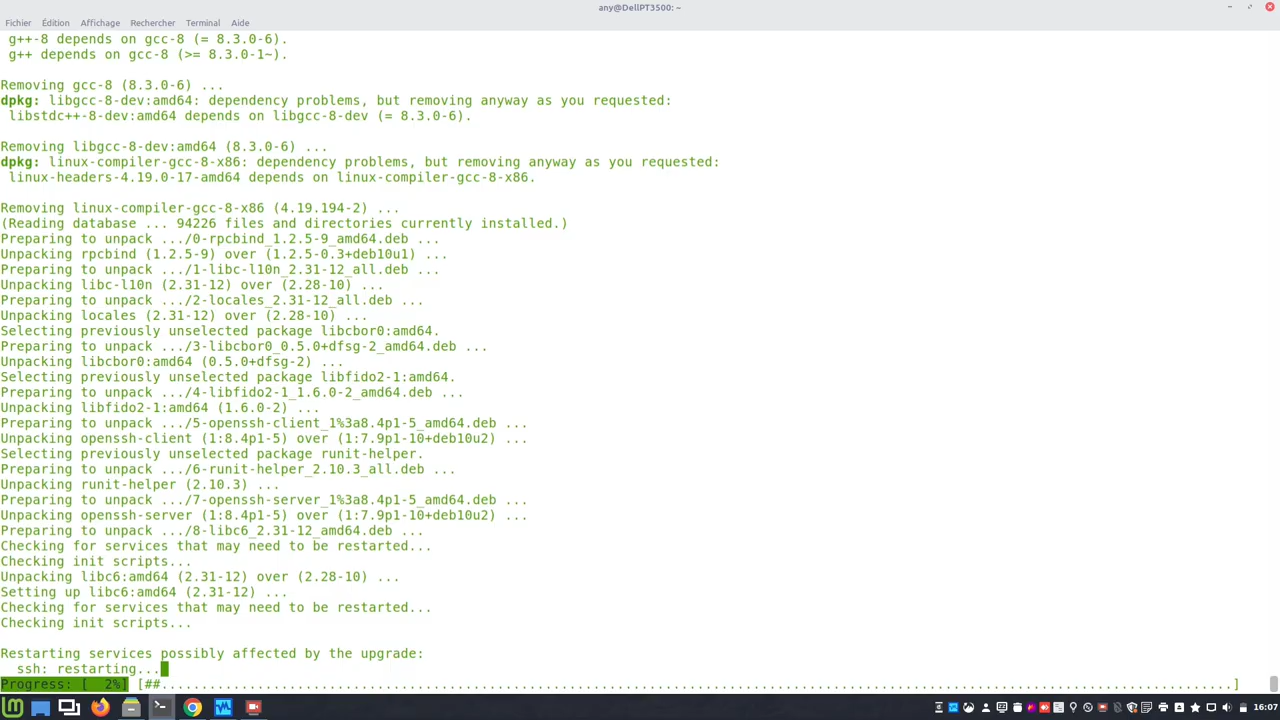 any@DellPT3500: ~
Fichier Édition Affichage Rechercher Terminal Aide
g++-8 depends on gcc-8 (= 8.3.0-6).
g++ depends on gcc-8 (>= 8.3.0-1~).
Removing gcc-8 (8.3.0-6) ...
dpkg: libgcc-8-dev:amd64: dependency problems, but removing anyway as you requested:
libstdc++-8-dev:amd64 depends on libgcc-8-dev (= 8.3.0-6).
Removing libgcc-8-dev:amd64 (8.3.0-6) ...
dpkg: linux-compiler-gcc-8-x86: dependency problems, but removing anyway as you requested:
linux-headers-4.19.0-17-amd64 depends on linux-compiler-gcc-8-x86.
Removing linux-compiler-gcc-8-x86 (4.19.194-2) ...
(Reading database ... 94226 files and directories currently installed.)
Preparing to unpack .../0-rpcbind_1.2.5-9_amd64.deb ...
Unpacking rpcbind (1.2.5-9) over (1.2.5-0.3+deb10u1) ...
Preparing to unpack .../1-libc-l10n_2.31-12_all.deb ...
Unpacking libc-l10n (2.31-12) over (2.28-10) ...
Preparing to unpack .../2-locales_2.31-12_all.deb ...
Unpacking locales (2.31-12) over (2.28-10) ...
Selecting previously unselected package libcbor0:amd64.
Preparing to unpack .../3-libcbor0_0.5.0+dfsg-2_amd64.deb ...
Unpacking libcbor0:amd64 (0.5.0+dfsg-2) ...
Selecting previously unselected package libfido2-1:amd64.
Preparing to unpack .../4-libfido2-1_1.6.0-2_amd64.deb ...
Unpacking libfido2-1:amd64 (1.6.0-2) ...
Preparing to unpack .../5-openssh-client_1%3a8.4p1-5_amd64.deb ...
Unpacking openssh-client (1:8.4p1-5) over (1:7.9p1-10+deb10u2) ...
Selecting previously unselected package runit-helper.
Preparing to unpack .../6-runit-helper_2.10.3_all.deb ...
Unpacking runit-helper (2.10.3) ...
Preparing to unpack .../7-openssh-server_1%3a8.4p1-5_amd64.deb ...
Unpacking openssh-server (1:8.4p1-5) over (1:7.9p1-10+deb10u2) ...
Preparing to unpack .../8-libc6_2.31-12_amd64.deb ...
Checking for services that may need to be restarted...
Checking init scripts...
Unpacking libc6:amd64 (2.31-12) over (2.28-10) ...
Setting up libc6:amd64 (2.31-12) ...
Checking for services that may need to be restarted...
Checking init scripts...
Restarting services possibly affected by the upgrade:
ssh: restarting...
Progress: [  2%] [##..........................................................................................................................................]
16:07